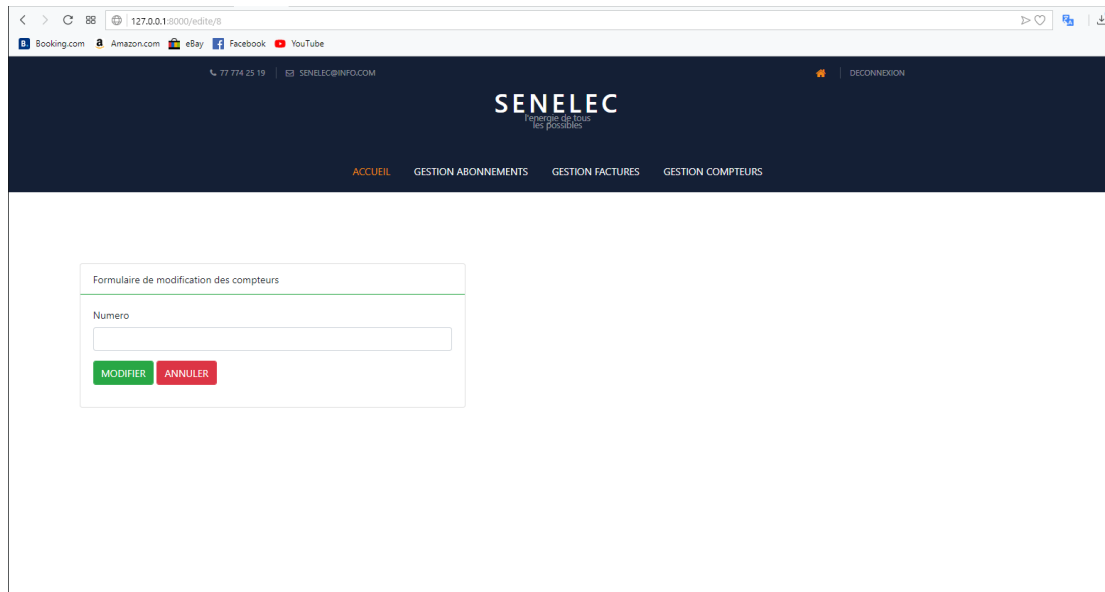 127.0.0.1:8000/edite/8
Booking.com Amazon.com eBay Facebook YouTube
77 774 25 19 SENELEC@INFO.COM DECONNEXION
SENELEC
l'energie de tous
les possibles
ACCUEIL GESTION ABONNEMENTS GESTION FACTURES GESTION COMPTEURS
Formulaire de modification des compteurs
Numero
MODIFIER ANNULER